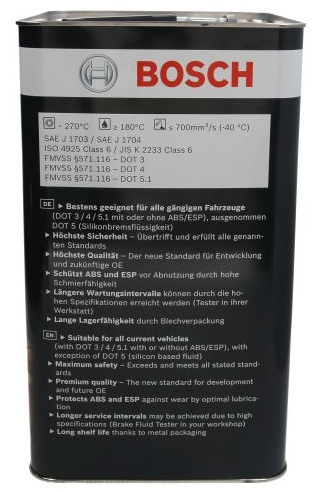 BOSCH
~ 270°C ≥ 180°C ≤ 700mm²/s (-40 °C)
SAE J 1703 / SAE J 1704
ISO 4925 Class 6 / JIS K 2233 Class 6
FMVSS §571.116 – DOT 3
FMVSS §571.116 – DOT 4
FMVSS §571.116 – DOT 5.1
DE ► Bestens geeignet für alle gängigen Fahrzeuge
(DOT 3 / 4 / 5.1 mit oder ohne ABS/ESP), ausgenommen
DOT 5 (Silikonbremsflüssigkeit)
► Höchste Sicherheit – Übertrifft und erfüllt alle genann-
ten Standards
► Höchste Qualität – Der neue Standard für Entwicklung
und zukünftige OE
► Schützt ABS und ESP vor Abnutzung durch hohe
Schmierfähigkeit
► Längere Wartungsintervalle können durch die ho-
hen Spezifikationen erreicht werden (Tester in ihrer
Werkstatt)
► Lange Lagerfähigkeit durch Blechverpackung
EN ► Suitable for all current vehicles
(with DOT 3 / 4 / 5.1 with or without ABS/ESP), with
exception of DOT 5 (silicon based fluid)
► Maximum safety – Exceeds and meets all stated stand-
ards
► Premium quality – The new standard for development
and future OE
► Protects ABS and ESP against wear by optimal lubrica-
tion
► Longer service intervals may be achieved due to high
specifications (Brake Fluid Tester in your workshop)
► Long shelf life thanks to metal packaging